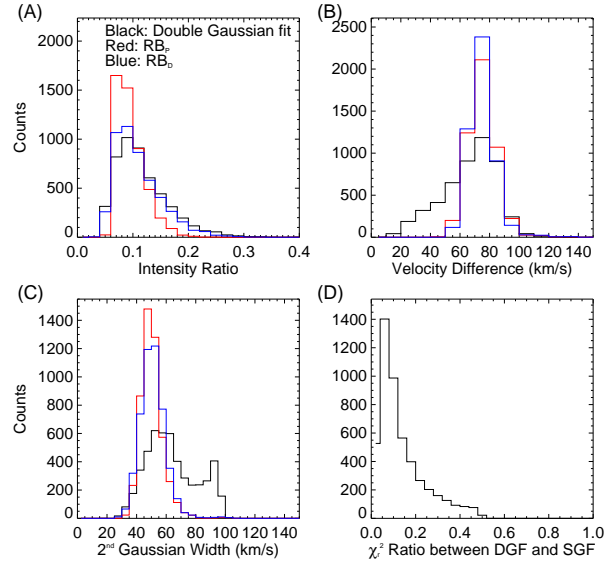 (A)
Black: Double Gaussian fit
Red: RB_P
Blue: RB_D
2000
1500
1000
500
0
Counts
0.0 0.1 0.2 0.3 0.4
Intensity Ratio
(B)
2500
2000
1500
1000
500
0
0 20 40 60 80 100 120 140
Velocity Difference (km/s)
(C)
1400
1200
1000
800
600
400
200
0
Counts
0 20 40 60 80 100 120 140
2nd Gaussian Width (km/s)
(D)
1400
1200
1000
800
600
400
200
0
0.0 0.2 0.4 0.6 0.8 1.0
χr² Ratio between DGF and SGF